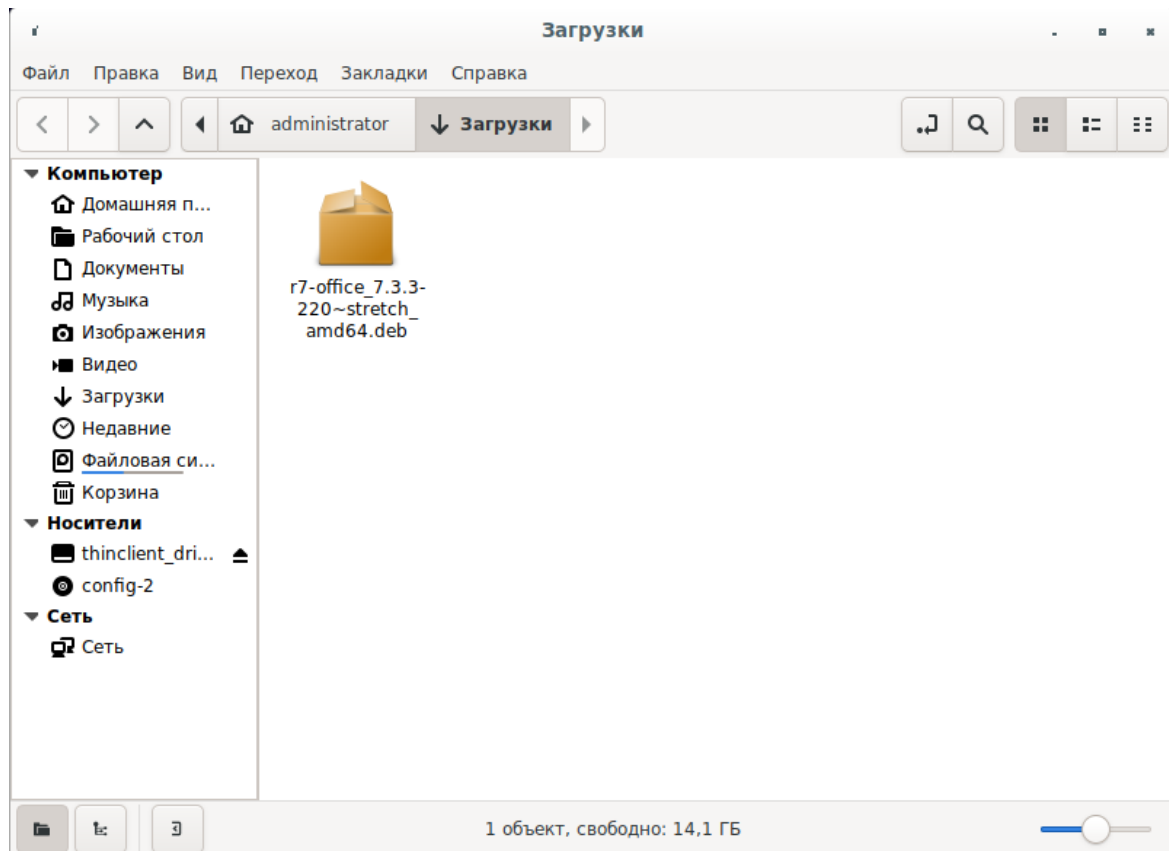 Загрузки
Файл Правка Вид Переход Закладки Справка
administrator Загрузки
Компьютер
Домашняя п...
Рабочий стол
Документы
Музыка
Изображения
Видео
Загрузки
Недавние
Файловая си...
Корзина
Носители
thinclient_dri...
config-2
Сеть
Сеть
r7-office_7.3.3-
220~stretch_
amd64.deb
1 объект, свободно: 14,1 ГБ